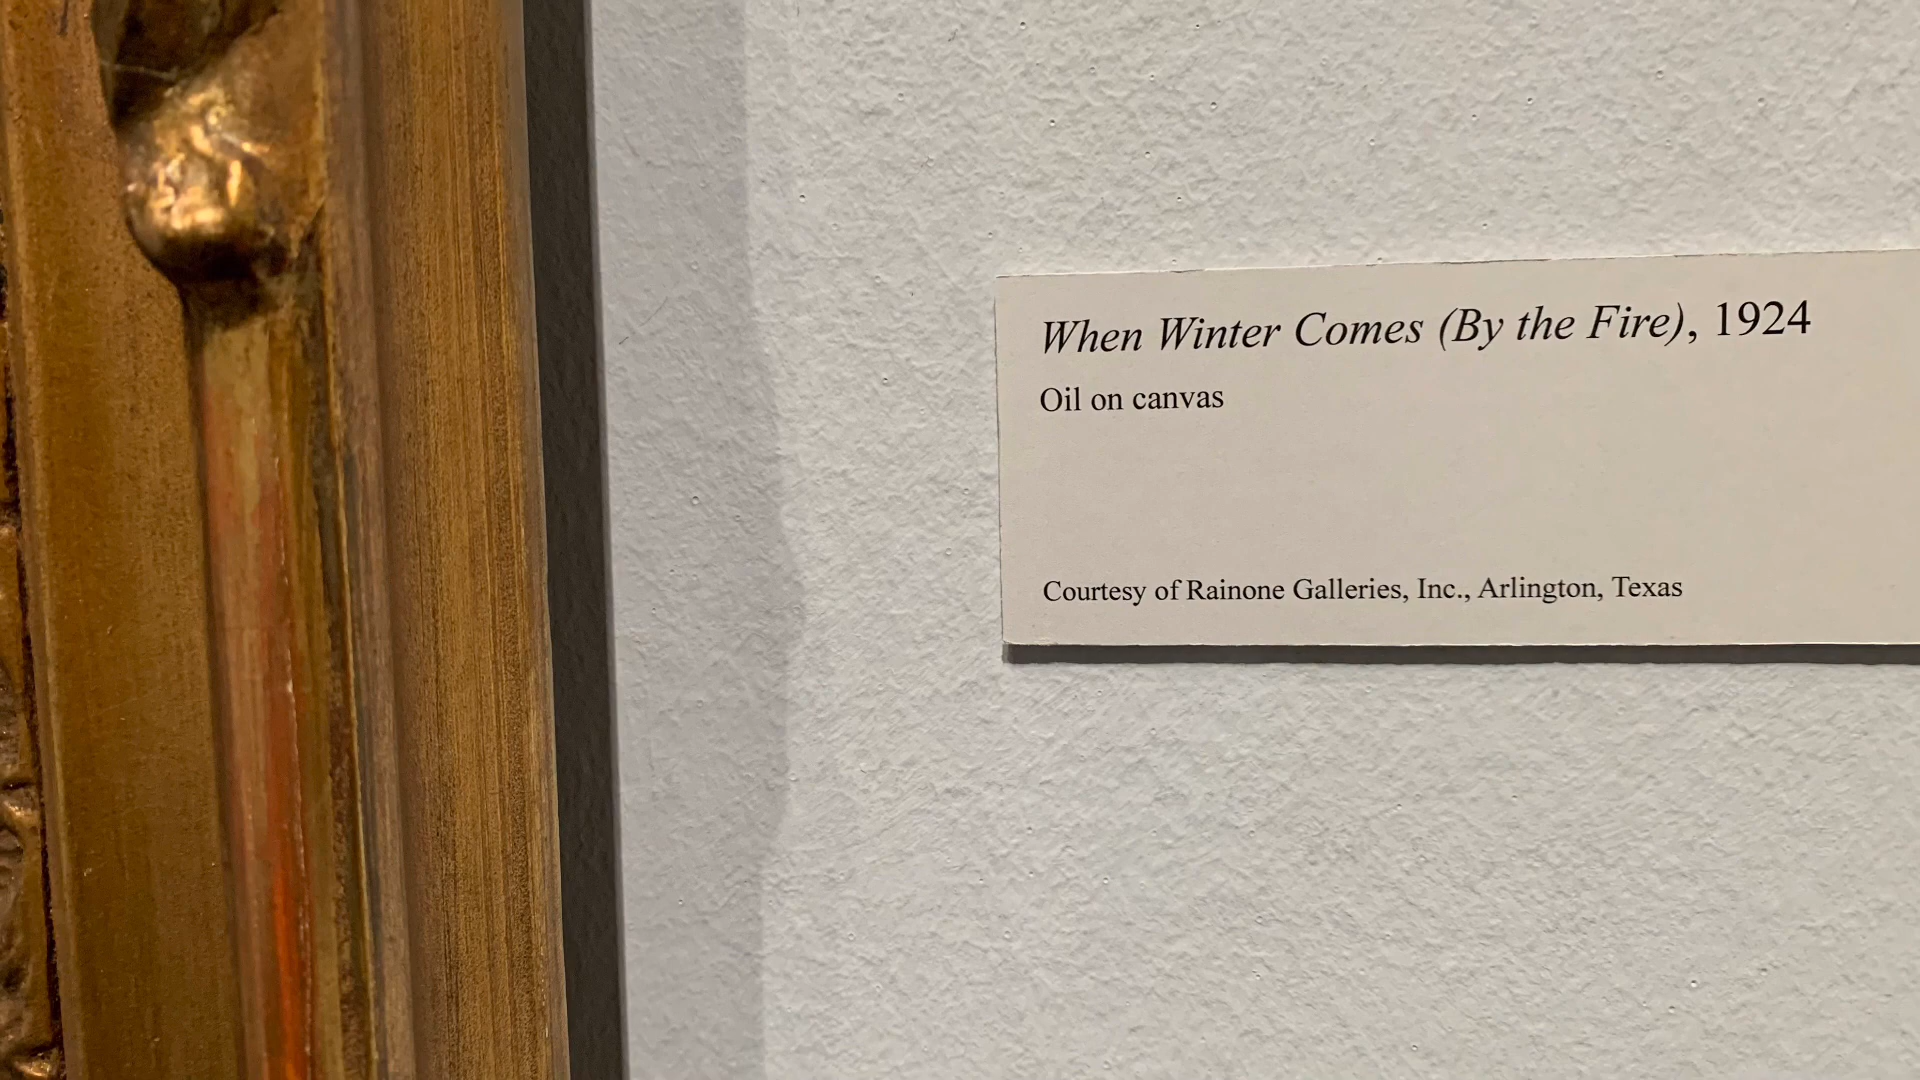 When Winter Comes (By the Fire), 1924
Oil on canvas
Courtesy of Rainone Galleries, Inc., Arlington, Texas